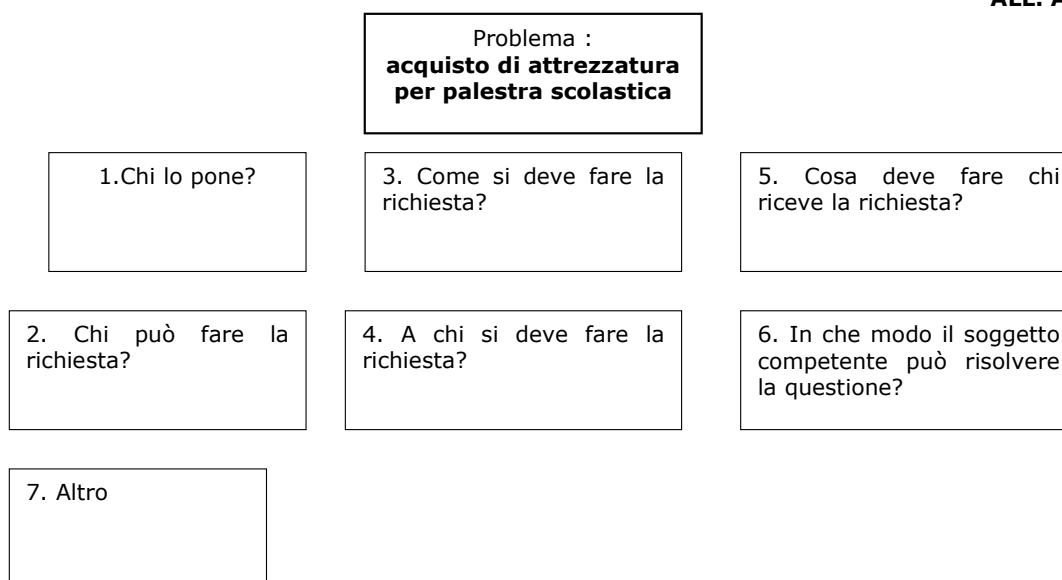 ALL. A
Problema :
acquisto di attrezzatura
per palestra scolastica
1.Chi lo pone?
3. Come si deve fare la
richiesta?
5. Cosa deve fare chi
riceve la richiesta?
2. Chi può fare la
richiesta?
4. A chi si deve fare la
richiesta?
6. In che modo il soggetto
competente può risolvere
la questione?
7. Altro